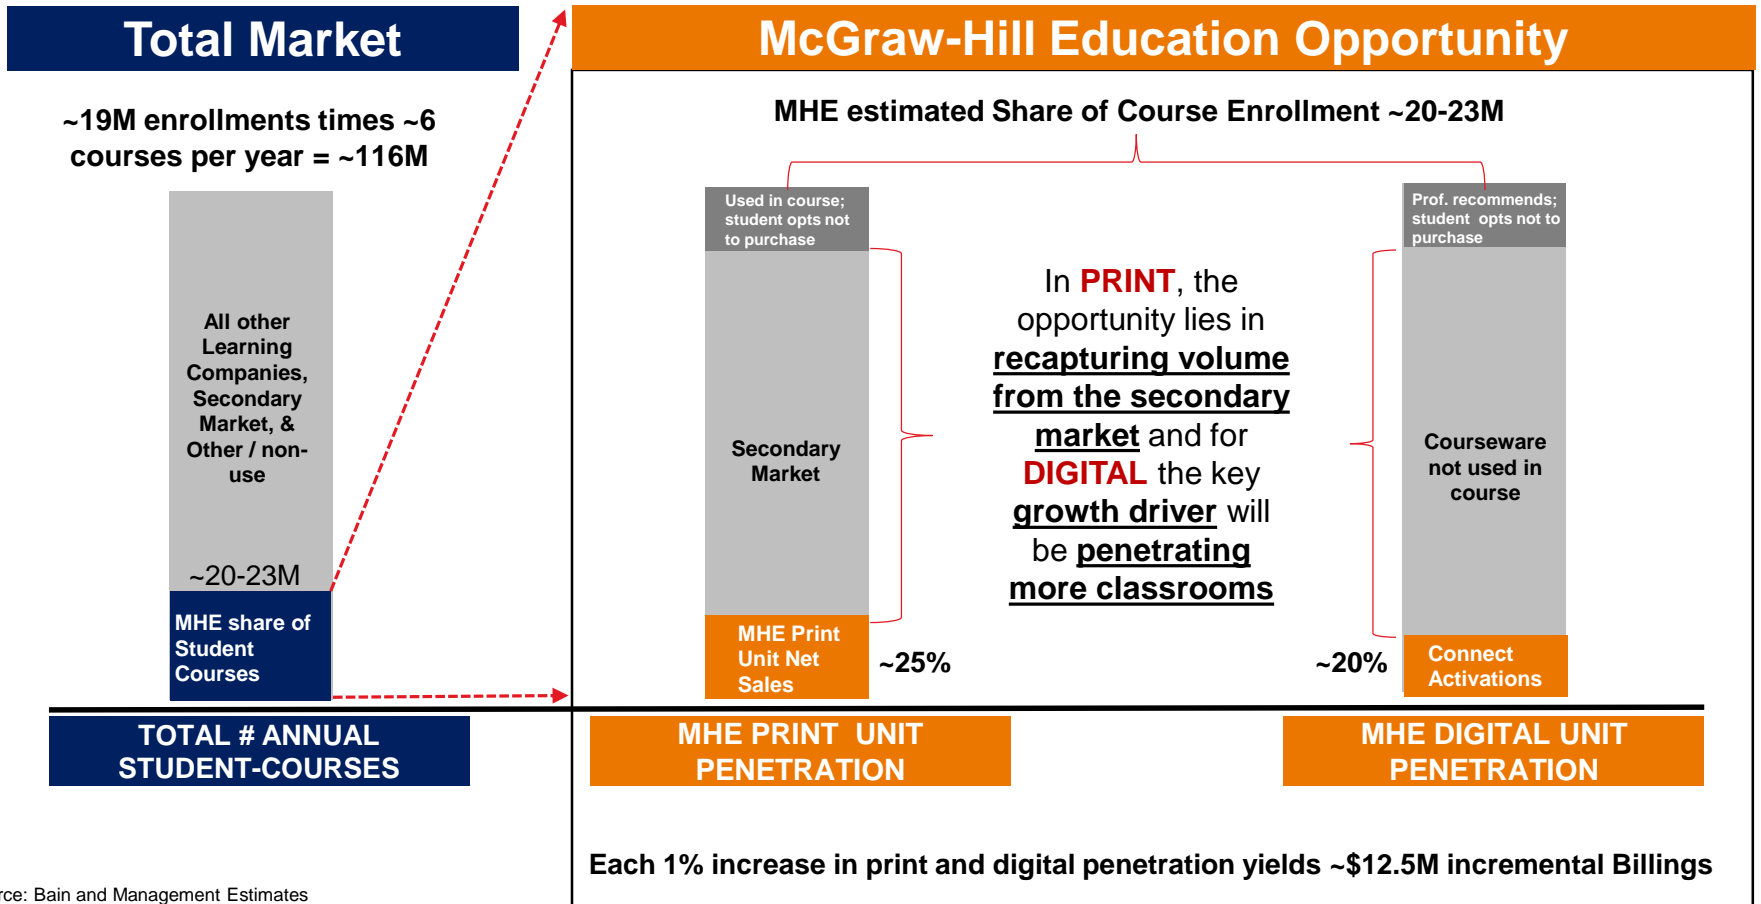 Total Market
~19M enrollments times ~6
courses per year = ~116M
All other
Learning
Companies,
Secondary
Market, &
Other / non-
use
~20-23M
MHE share of
Student
Courses
TOTAL # ANNUAL
STUDENT-COURSES
McGraw-Hill Education Opportunity
MHE estimated Share of Course Enrollment ~20-23M
Used in course;
student opts not
to purchase
Secondary
Market
MHE Print
Unit Net
Sales
~25%
In PRINT, the
opportunity lies in
recapturing volume
from the secondary
market and for
DIGITAL the key
growth driver will
be penetrating
more classrooms
Prof. recommends;
student opts not to
purchase
Courseware
not used in
course
~20%
Connect
Activations
MHE PRINT UNIT
PENETRATION
MHE DIGITAL UNIT
PENETRATION
Each 1% increase in print and digital penetration yields ~$12.5M incremental Billings
rce: Bain and Management Estimates